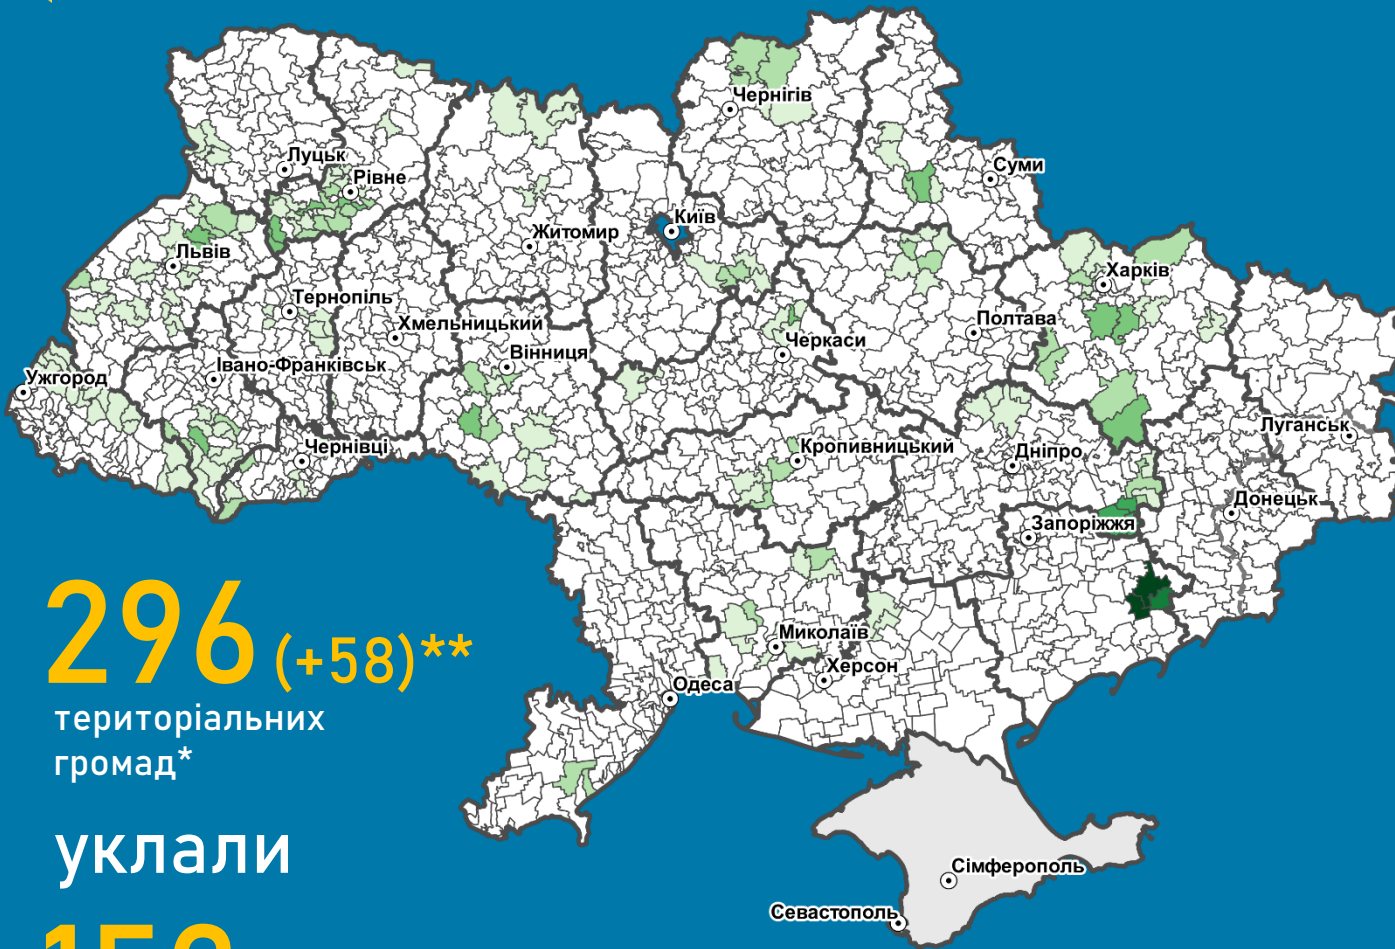 Чернігів
Суми
Луцьк
Рівне
Київ
Житомир
Львів
Харків
Тернопіль
Хмельницький
Полтава
Черкаси
Вінниця
Івано-Франківськ
Ужгород
Луганськ
Чернівці
Кропивницький
Дніпро
Донецьк
Запоріжжя
Миколаїв
Херсон
Одеса
Сімферополь
Севастополь
296 (+58)**
територіальних
громад*
уклали